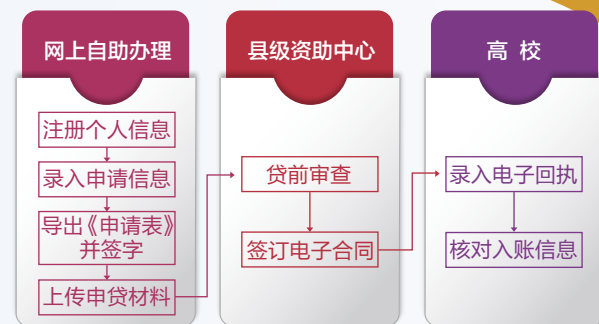 网上自助办理
注册个人信息
录入申请信息
导出《申请表》
并签字
上传申贷材料
县级资助中心
贷前审查
签订电子合同
高校
录入电子回执
核对入账信息